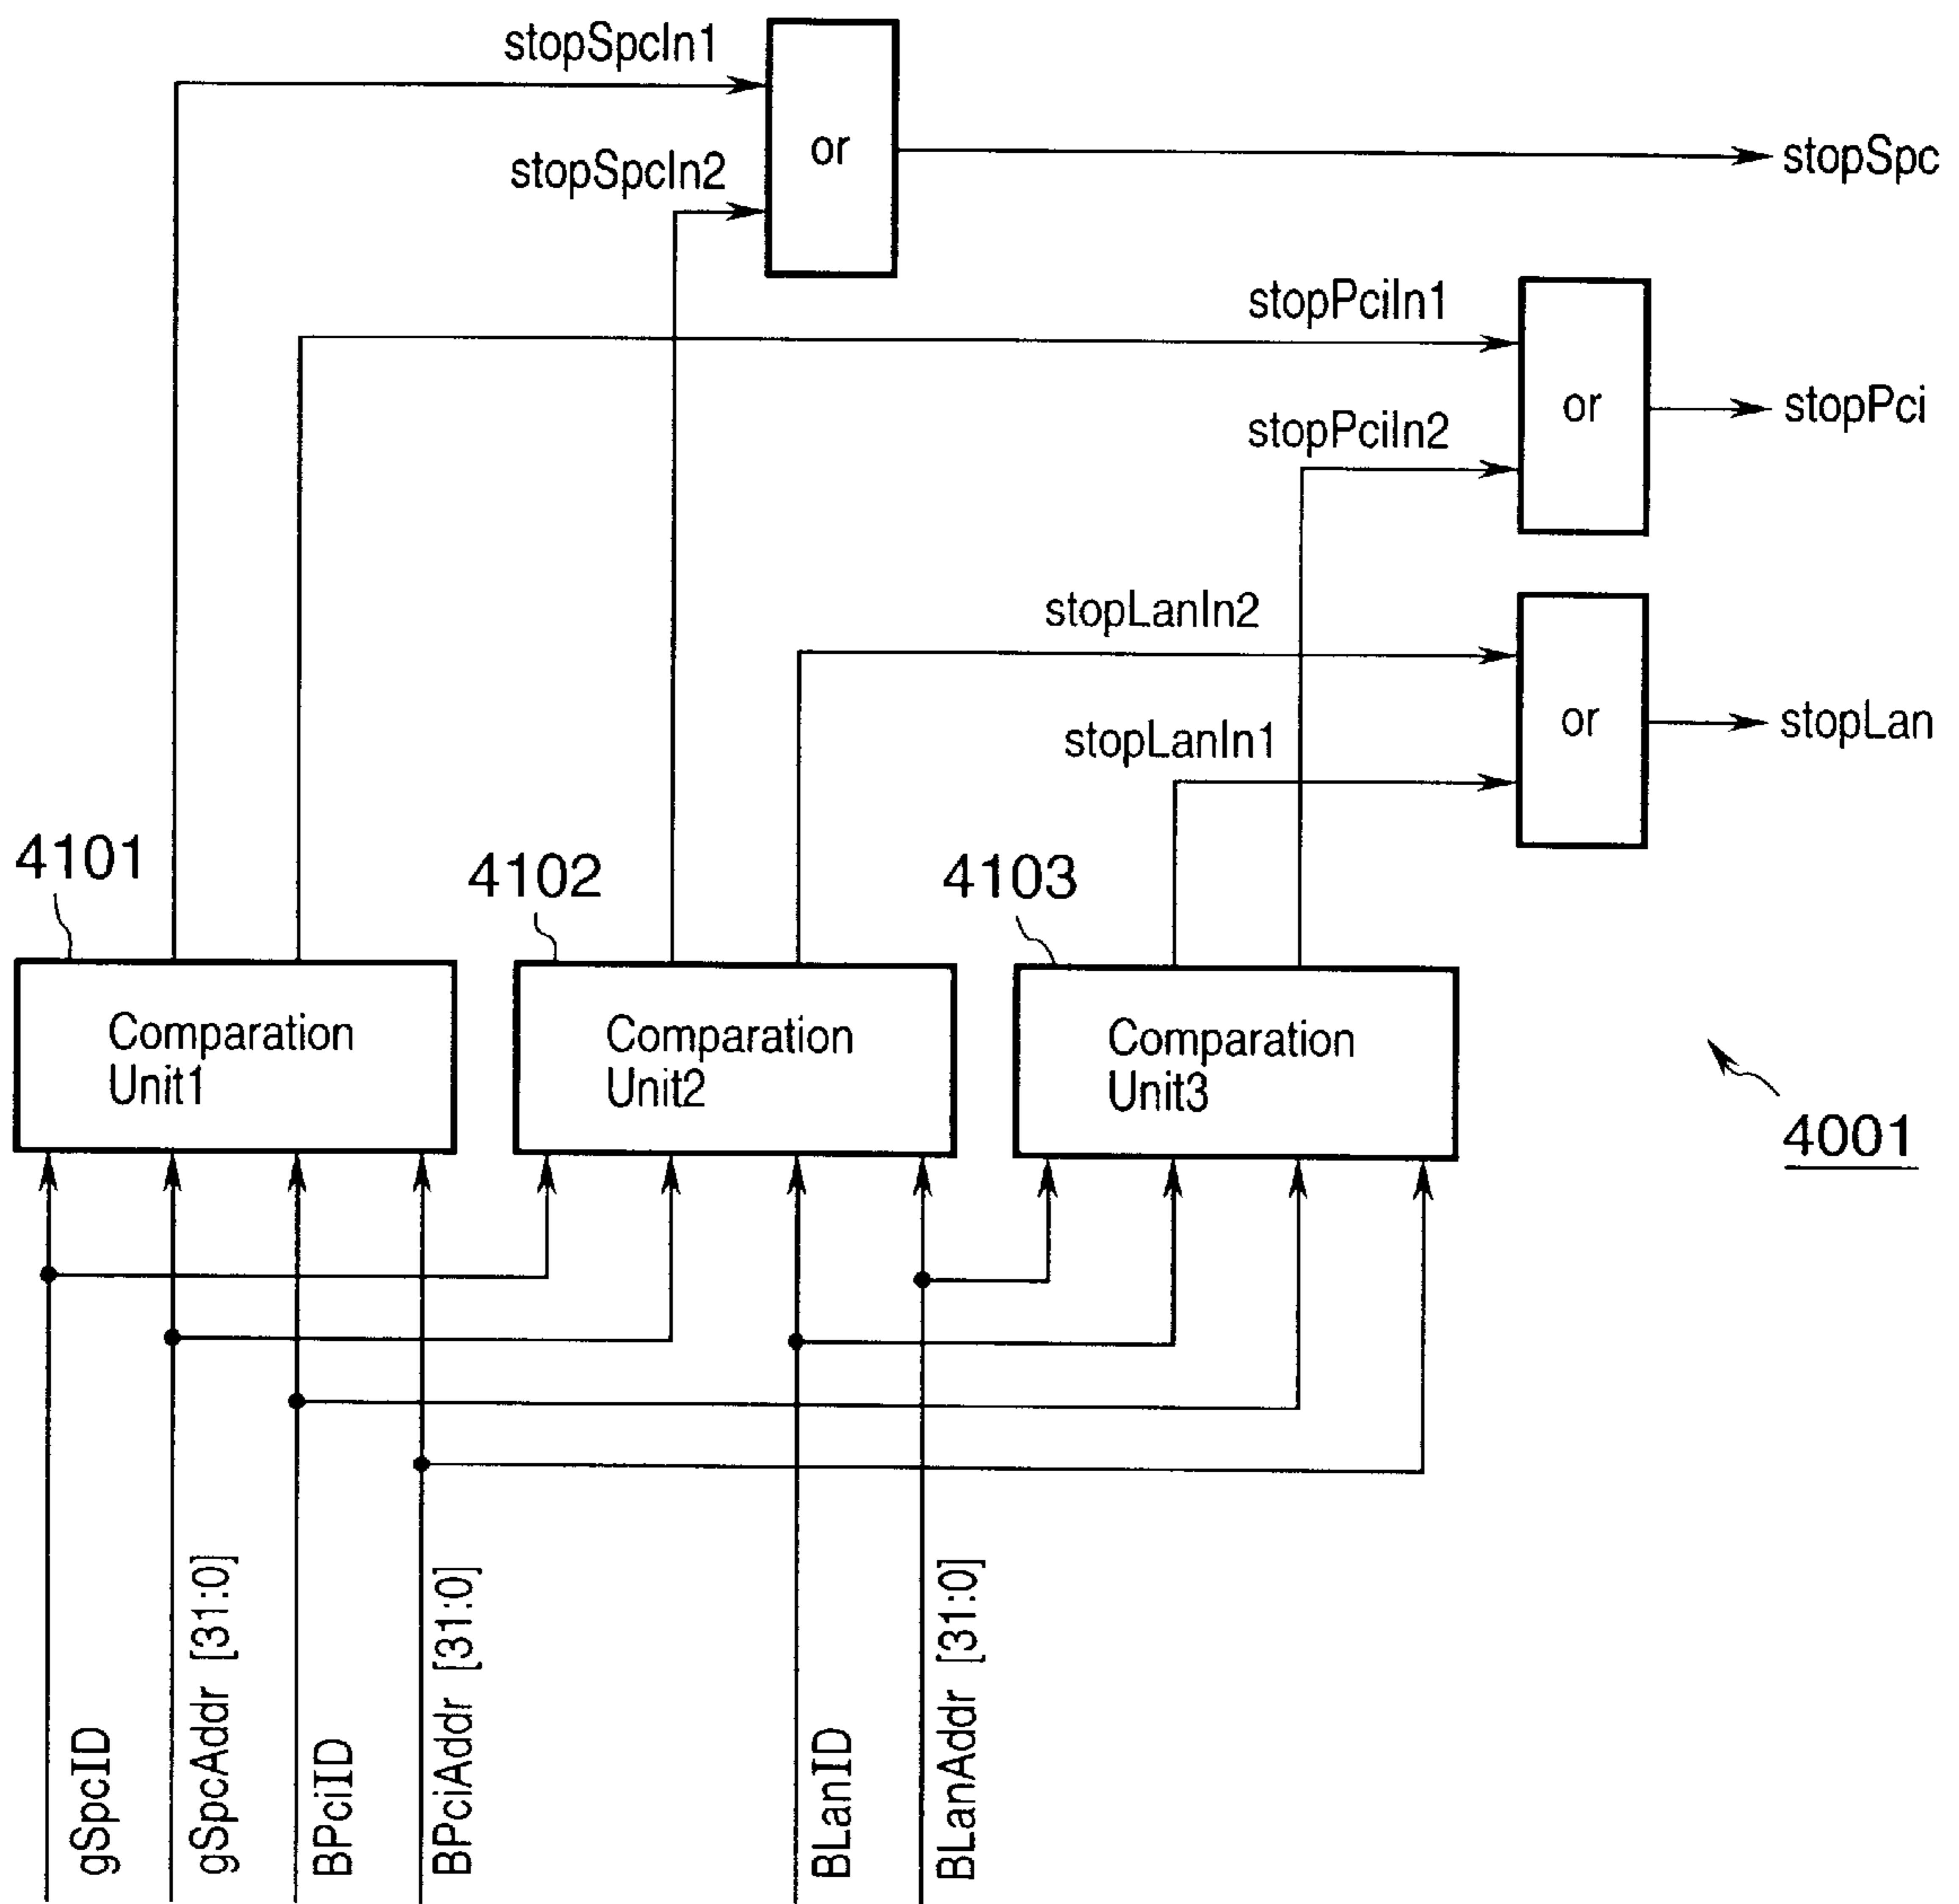 stopSpcIn1
or
stopSpcIn2
stopSpc
stopPciIn1
or
stopPci
stopPciIn2
stopLanIn2
or
stopLan
stopLanIn1
4101
4102
4103
Comparation
Unit1
Comparation
Unit2
Comparation
Unit3
4001
gSpcID
gSpcAddr [31:0]
BPciID
BPciAddr [31:0]
BLanID
BLanAddr [31:0]